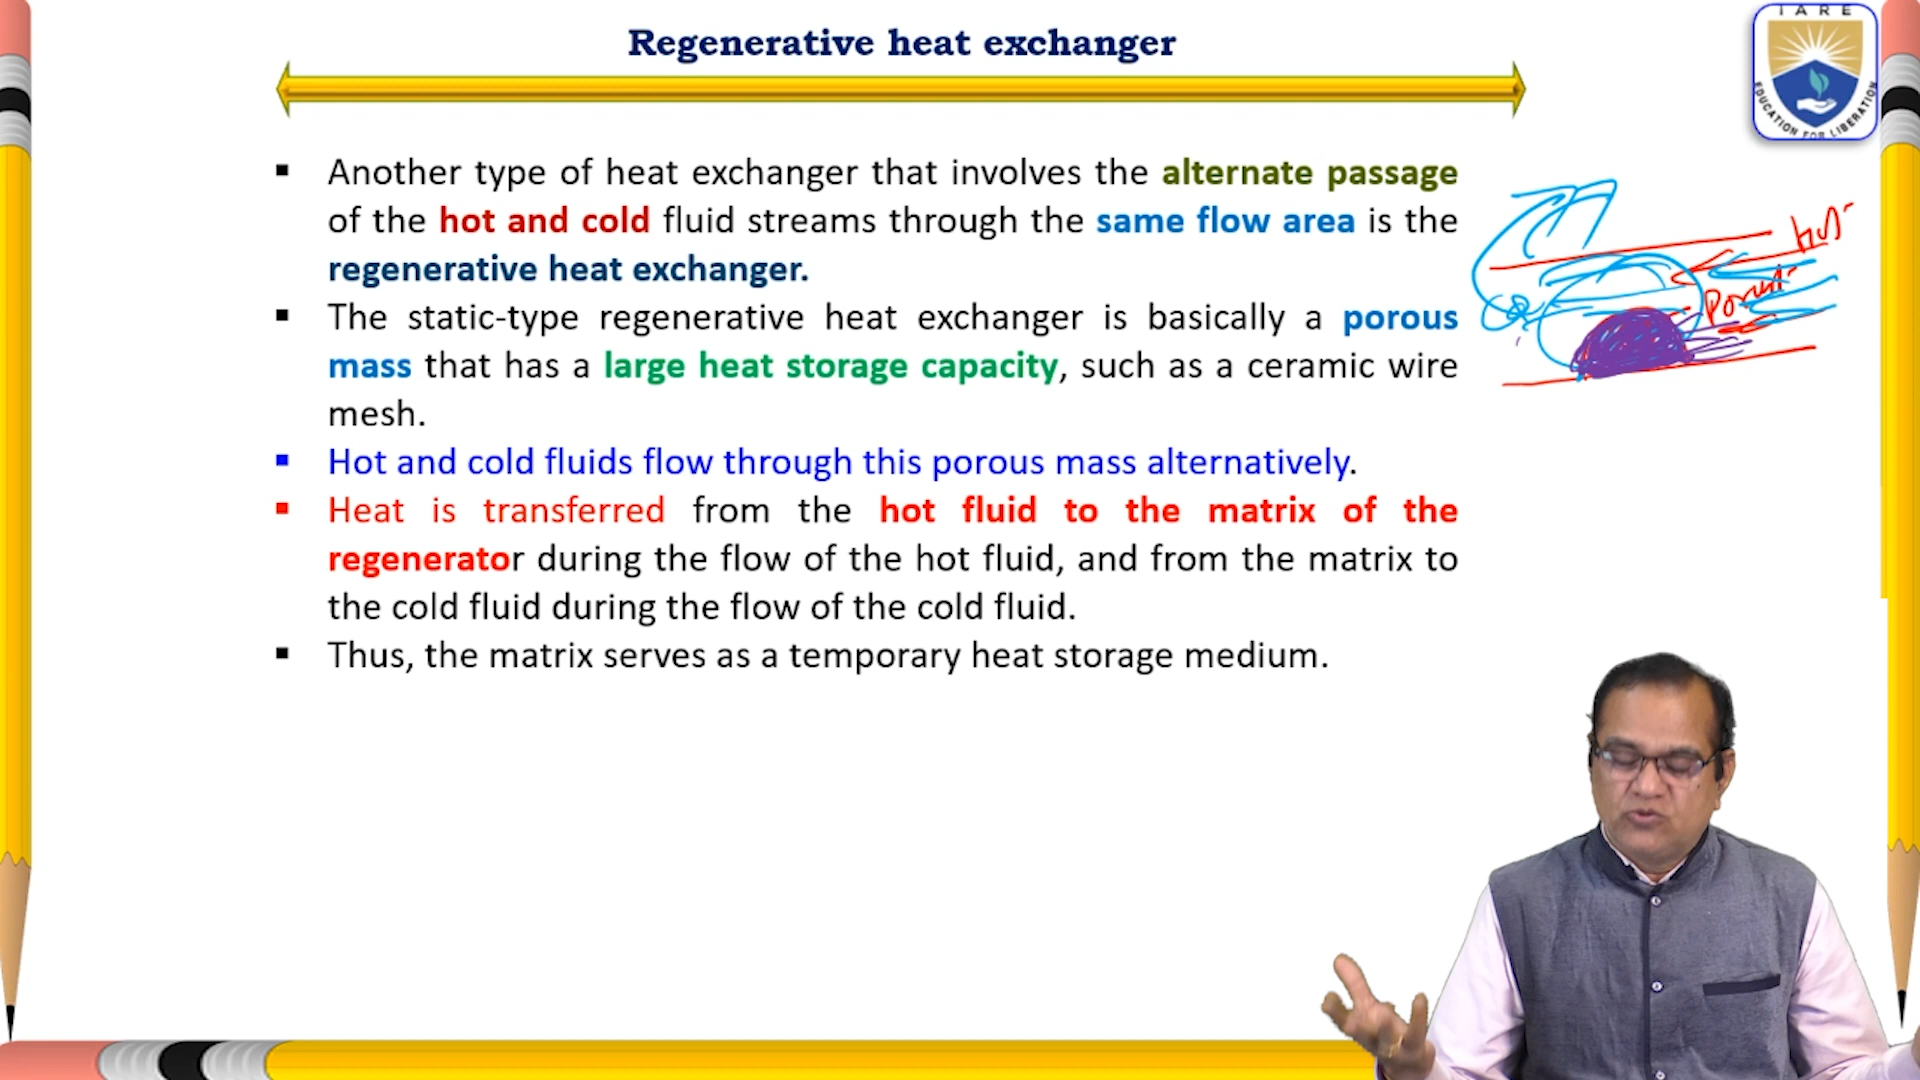 Regenerative heat exchanger
IARE
EDUCATION FOR LIBERATION
▪ Another type of heat exchanger that involves the alternate passage
of the hot and cold fluid streams through the same flow area is the
regenerative heat exchanger.
▪ The static-type regenerative heat exchanger is basically a porous
mass that has a large heat storage capacity, such as a ceramic wire
mesh.
▪ Hot and cold fluids flow through this porous mass alternatively.
▪ Heat is transferred from the hot fluid to the matrix of the
regenerator during the flow of the hot fluid, and from the matrix to
the cold fluid during the flow of the cold fluid.
▪ Thus, the matrix serves as a temporary heat storage medium.
hot